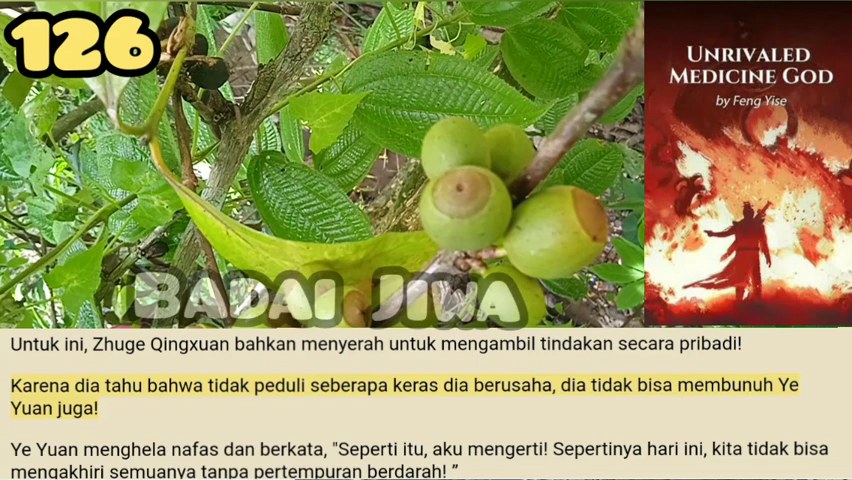 126
UNRIVALED
MEDICINE GOD
by Feng Yise
BADAI JIWA
Untuk ini, Zhuge Qingxuan bahkan menyerah untuk mengambil tindakan secara pribadi!
Karena dia tahu bahwa tidak peduli seberapa keras dia berusaha, dia tidak bisa membunuh Ye
Yuan juga!
Ye Yuan menghela nafas dan berkata, "Seperti itu, aku mengerti! Sepertinya hari ini, kita tidak bisa
mengakhiri semuanya tanpa pertempuran berdarah! ”